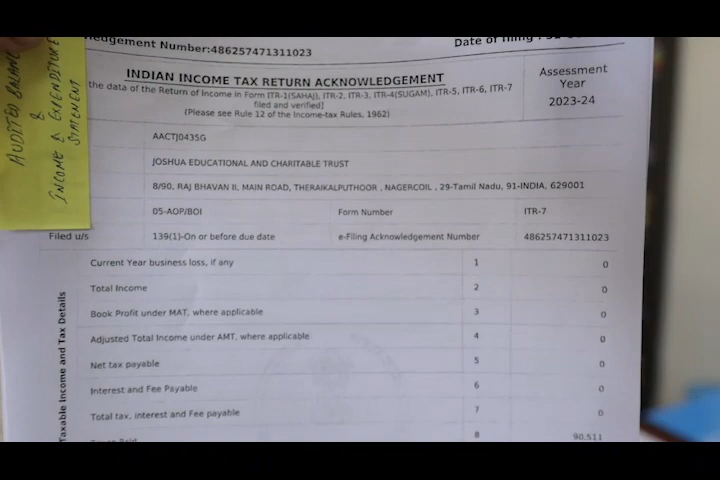 AUDITED BALANC
&
INCOME & EXPENDITURE
STATEMENT
ledgement Number:486257471311023
Date of filing :
INDIAN INCOME TAX RETURN ACKNOWLEDGEMENT
the data of the Return of Income in Form ITR-1(SAHAJ), ITR-2, ITR-3, ITR-4(SUGAM), ITR-5, ITR-6, ITR-7
filed and verified]
(Please see Rule 12 of the Income-tax Rules, 1962)
Assessment
Year
2023-24
AACTJ0435G
JOSHUA EDUCATIONAL AND CHARITABLE TRUST
8/90, RAJ BHAVAN II, MAIN ROAD, THERAIKALPUTHOOR , NAGERCOIL , 29-Tamil Nadu, 91-INDIA, 629001
05-AOP/BOI Form Number ITR-7
Filed u/s 139(1)-On or before due date e-Filing Acknowledgement Number 486257471311023
Taxable Income and Tax Details
Current Year business loss, if any 1 0
Total Income 2 0
Book Profit under MAT, where applicable 3 0
Adjusted Total Income under AMT, where applicable 4 0
Net tax payable 5 0
Interest and Fee Payable 6 0
Total tax, interest and Fee payable 7 0
8 90,511